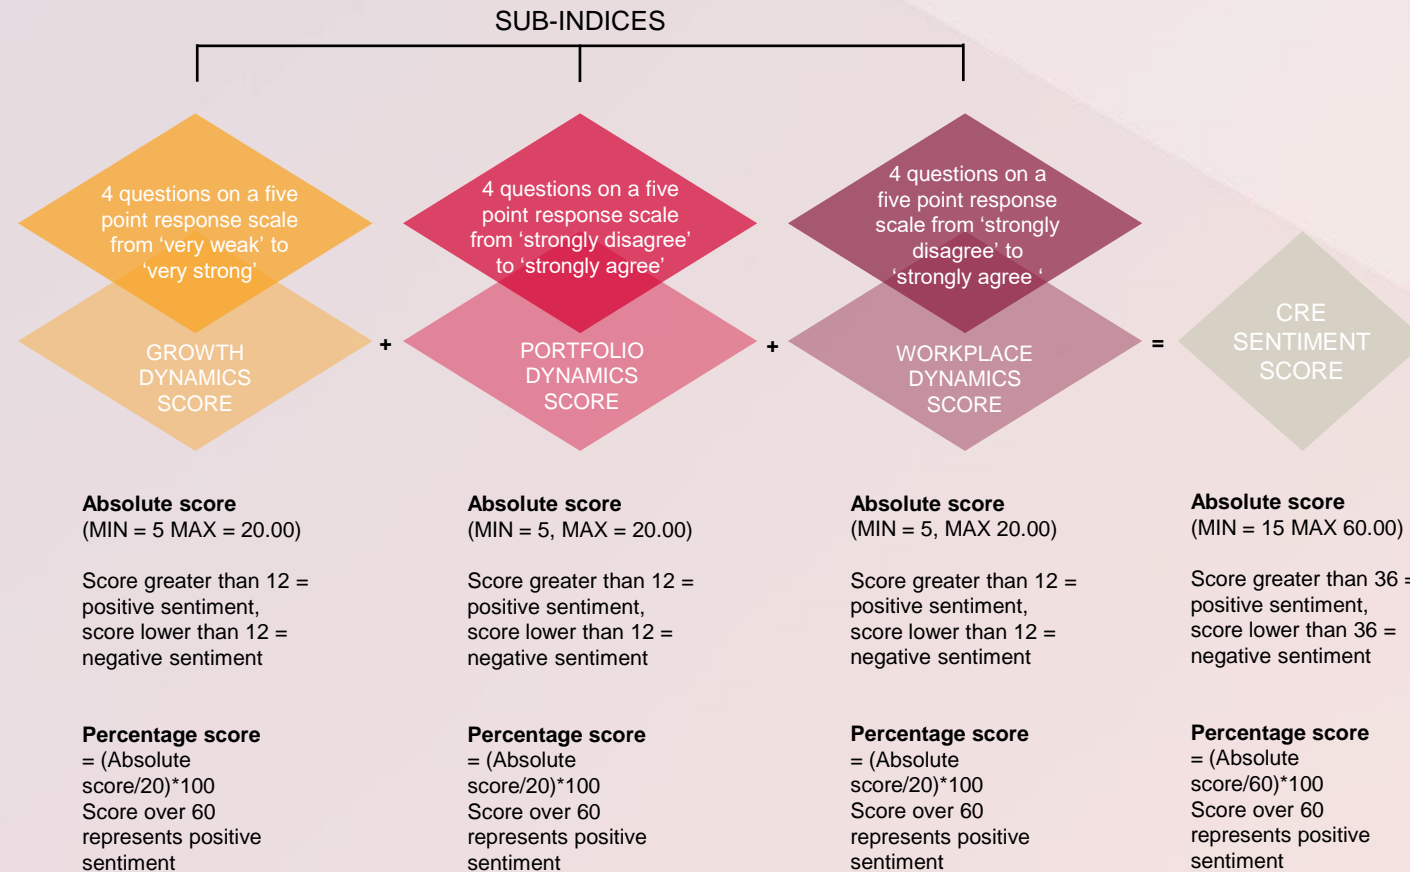 SUB-INDICES
4 questions on a five
point response scale
from ‘very weak’ to
‘very strong’
GROWTH
DYNAMICS
SCORE
+
4 questions on a five
point response scale
from ‘strongly disagree’
to ‘strongly agree’
PORTFOLIO
DYNAMICS
SCORE
+
4 questions on a
five point response
scale from ‘strongly
disagree’ to
‘strongly agree ‘
WORKPLACE
DYNAMICS
SCORE
=
CRE
SENTIMENT
SCORE
Absolute score
(MIN = 5 MAX = 20.00)
Score greater than 12 =
positive sentiment,
score lower than 12 =
negative sentiment
Percentage score
= (Absolute
score/20)*100
Score over 60
represents positive
sentiment
Absolute score
(MIN = 5, MAX = 20.00)
Score greater than 12 =
positive sentiment,
score lower than 12 =
negative sentiment
Percentage score
= (Absolute
score/20)*100
Score over 60
represents positive
sentiment
Absolute score
(MIN = 5, MAX 20.00)
Score greater than 12 =
positive sentiment,
score lower than 12 =
negative sentiment
Percentage score
= (Absolute
score/20)*100
Score over 60
represents positive
sentiment
Absolute score
(MIN = 15 MAX 60.00)
Score greater than 36 =
positive sentiment,
score lower than 36 =
negative sentiment
Percentage score
= (Absolute
score/60)*100
Score over 60
represents positive
sentiment